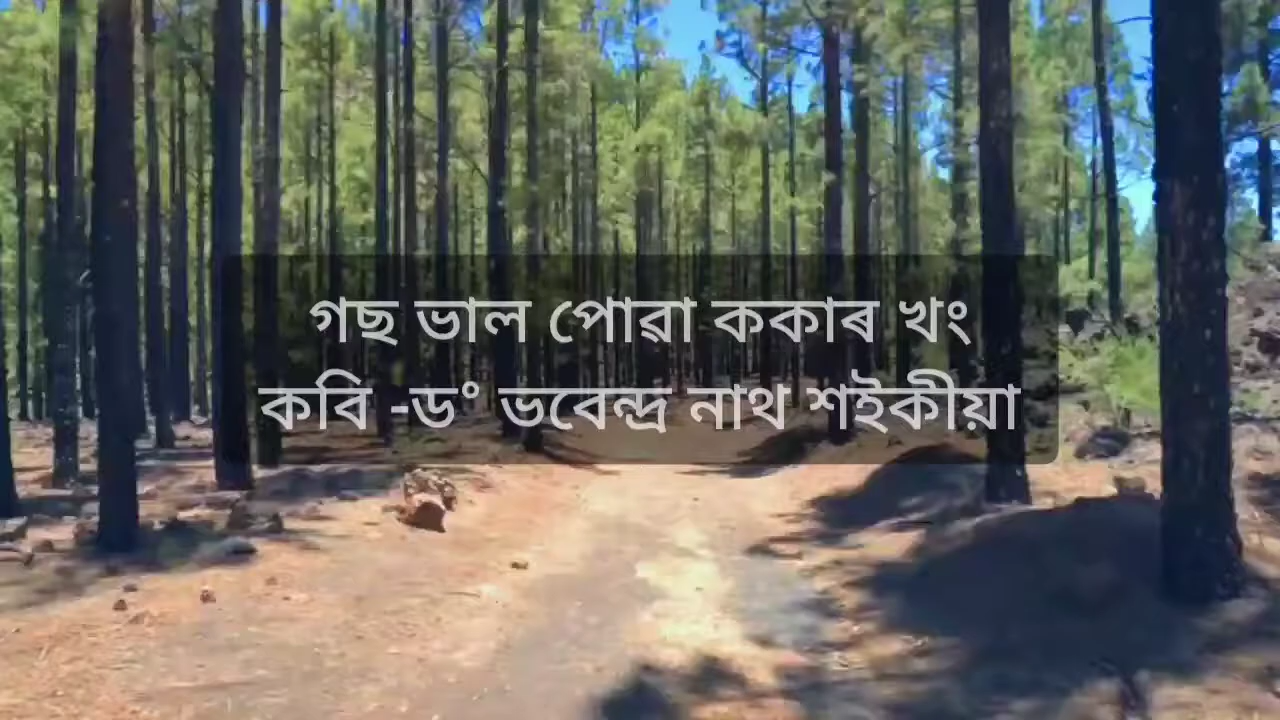 গছ ভাল পোৱা ককাৰ খং
কবি -ড° ভবেন্দ্ৰ নাথ শইকীয়া